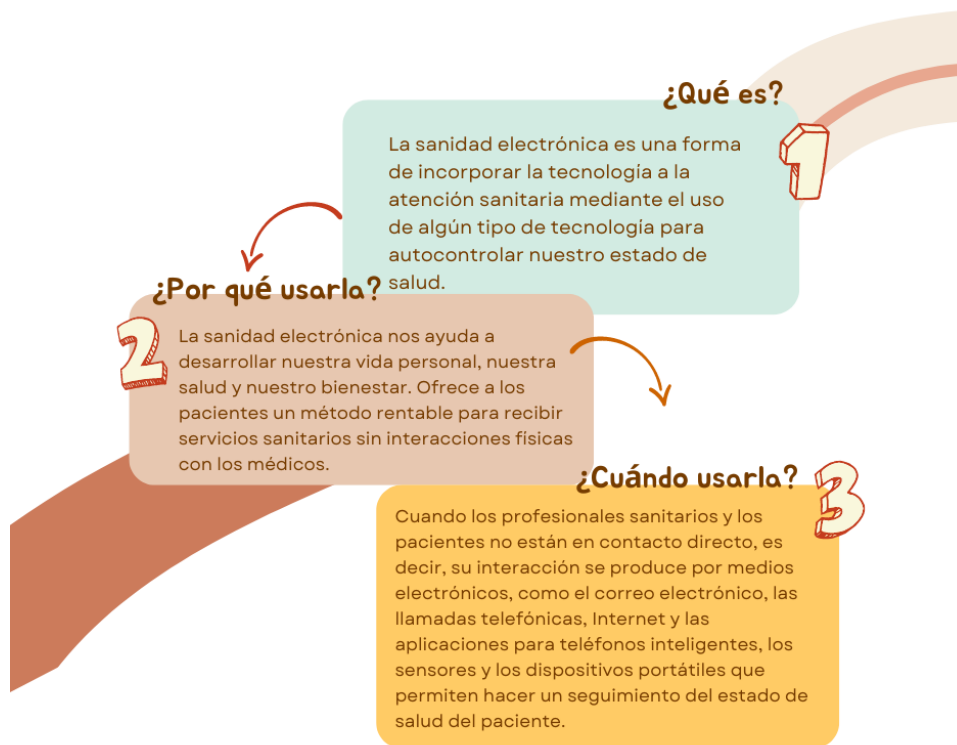 ¿Qué es?
1
La sanidad electrónica es una forma
de incorporar la tecnología a la
atención sanitaria mediante el uso
de algún tipo de tecnología para
autocontrolar nuestro estado de
salud.
¿Por qué usarla?
2
La sanidad electrónica nos ayuda a
desarrollar nuestra vida personal, nuestra
salud y nuestro bienestar. Ofrece a los
pacientes un método rentable para recibir
servicios sanitarios sin interacciones físicas
con los médicos.
¿Cuándo usarla?
3
Cuando los profesionales sanitarios y los
pacientes no están en contacto directo, es
decir, su interacción se produce por medios
electrónicos, como el correo electrónico, las
llamadas telefónicas, Internet y las
aplicaciones para teléfonos inteligentes, los
sensores y los dispositivos portátiles que
permiten hacer un seguimiento del estado de
salud del paciente.